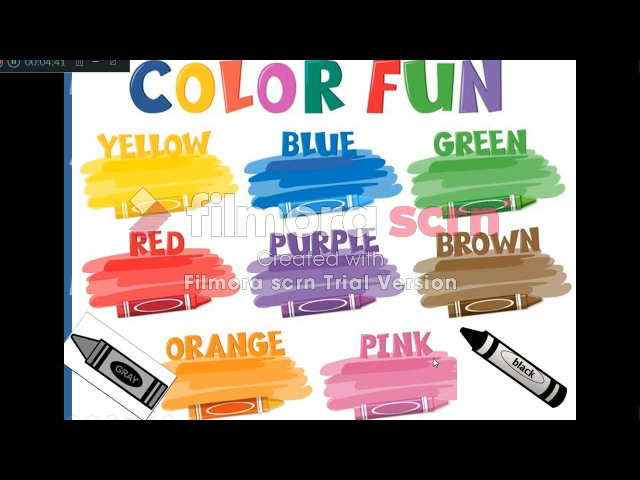 00:04:41
COLOR FUN
YELLOW BLUE GREEN
filmora scrn
RED PURPLE BROWN
Created with
Filmora scrn Trial Version
ORANGE PINK
GRAY
black